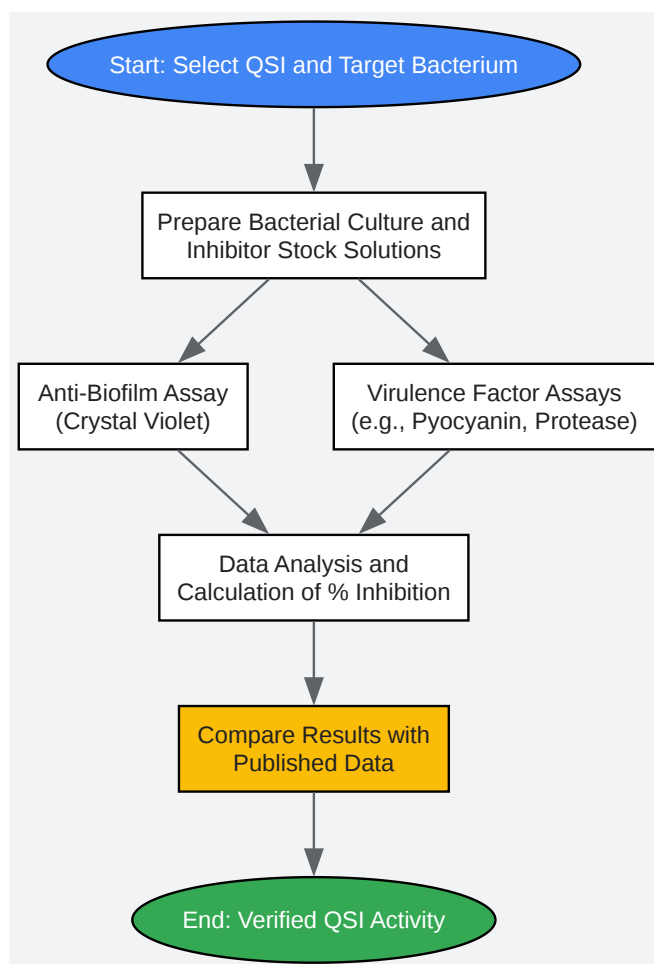 Start: Select QSI and Target Bacterium
Prepare Bacterial Culture and
Inhibitor Stock Solutions
Anti-Biofilm Assay
(Crystal Violet)
Virulence Factor Assays
(e.g., Pyocyanin, Protease)
Data Analysis and
Calculation of % Inhibition
Compare Results with
Published Data
End: Verified QSI Activity